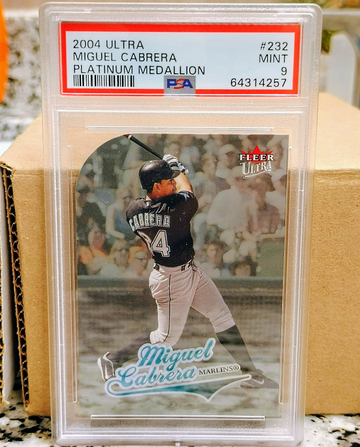 2004 ULTRA #232
MIGUEL CABRERA MINT
PLATINUM MEDALLION PSA 9
64314257
FLEER
ULTRA
CABRERA
24
Miguel
Cabrera MARLINS®